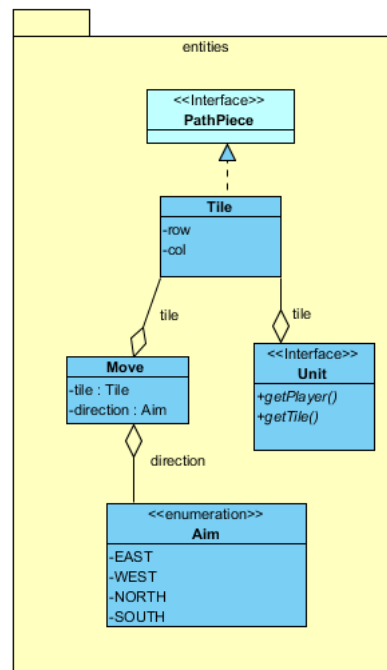 entities
<<Interface>>
PathPiece
Tile
-row
-col
tile
tile
Move
-tile : Tile
-direction : Aim
<<Interface>>
Unit
+getPlayer()
+getTile()
direction
<<enumeration>>
Aim
-EAST
-WEST
-NORTH
-SOUTH